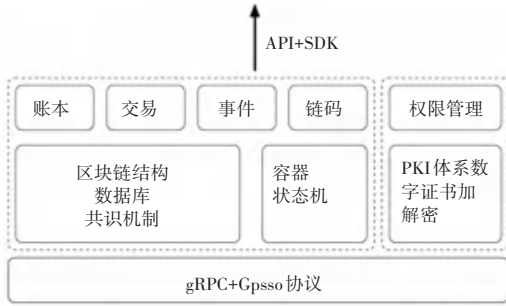 API+SDK
账本 交易 事件 链码 权限管理
区块链结构
数据库
共识机制
容器
状态机
PKI体系数
字证书加
解密
gRPC+Gpsso协议